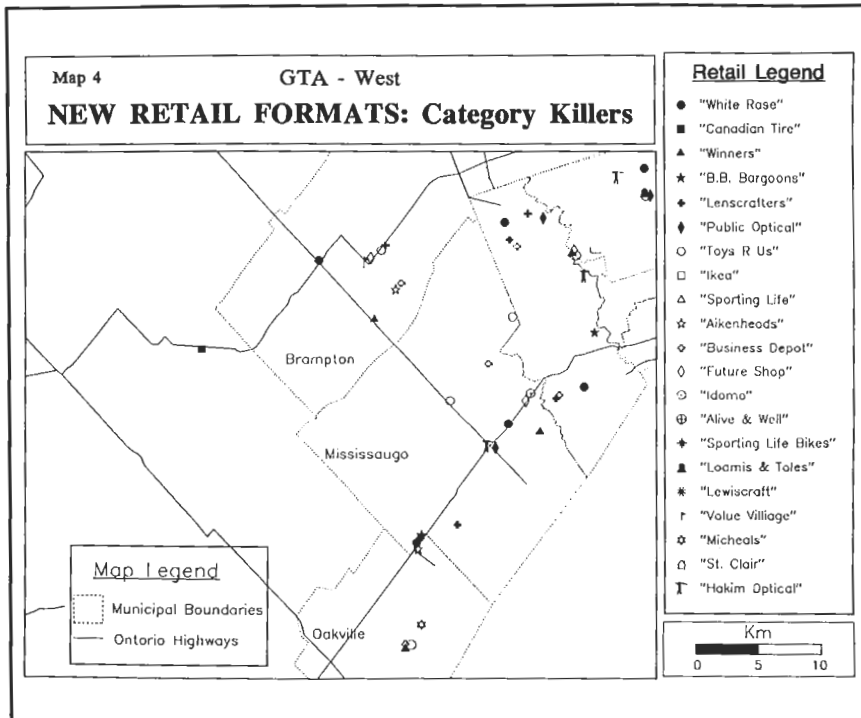 Map 4
GTA - West
NEW RETAIL FORMATS: Category Killers
Retail Legend
"White Rose"
"Canadian Tire"
"Winners"
"B.B. Bargoons"
"Lenscrafters"
"Public Optical"
"Toys R Us"
"Ikea"
"Sporting Life"
"Aikenheads"
"Business Depot"
"Future Shop"
"Idomo"
"Alive & Well"
"Sporting Life Bikes"
"Loomis & Toles"
"Lewiscraft"
"Value Villiage"
"Micheals"
"St. Clair"
"Hakim Optical"
Brampton
Mississauga
Oakville
Map Legend
Municipal Boundaries
Ontario Highways
Km
0 5 10